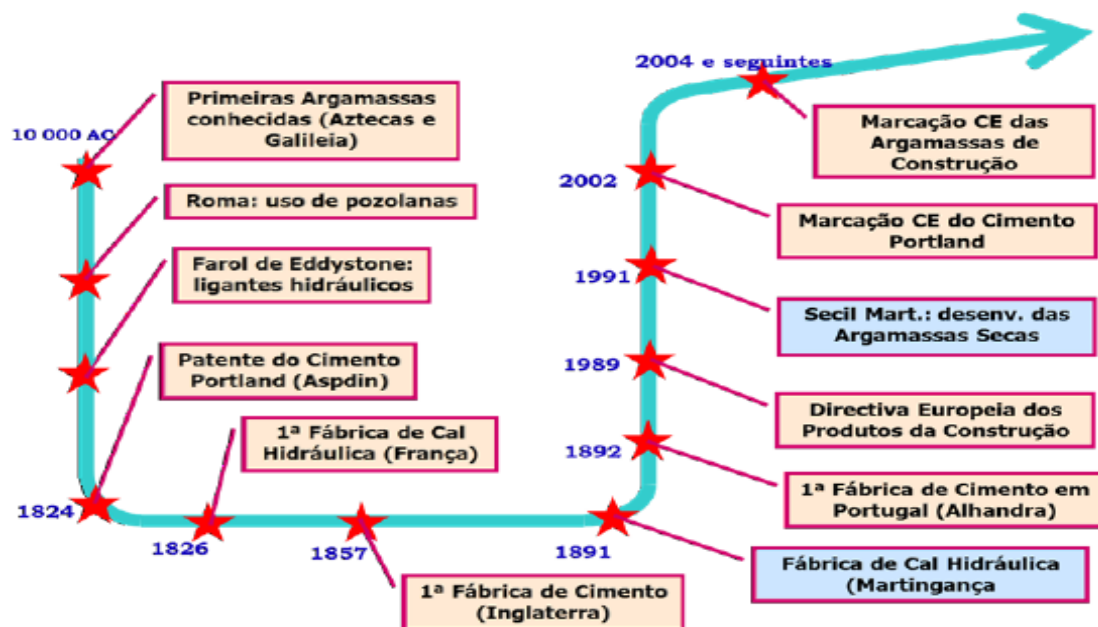 10 000 AC
Primeiras Argamassas
conhecidas (Aztecas e
Galileia)
Roma: uso de pozolanas
Farol de Eddystone:
ligantes hidráulicos
1824
Patente do Cimento
Portland (Aspdin)
1826
1ª Fábrica de Cal
Hidráulica (França)
1857
1ª Fábrica de Cimento
(Inglaterra)
1891
Fábrica de Cal Hidráulica
(Martingança
1892
1ª Fábrica de Cimento em
Portugal (Alhandra)
1989
Directiva Europeia dos
Produtos da Construção
1991
Secil Mart.: desenv. das
Argamassas Secas
2002
Marcação CE do Cimento
Portland
2004 e seguintes
Marcação CE das
Argamassas de
Construção